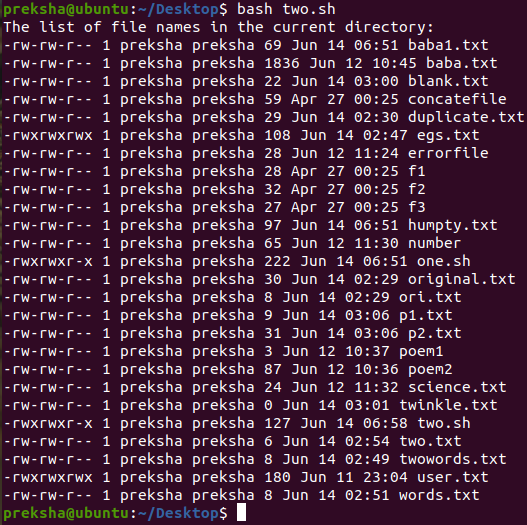 preksha@ubuntu:~/Desktop$ bash two.sh
The list of file names in the current directory:
-rw-rw-r-- 1 preksha preksha 69 Jun 14 06:51 baba1.txt
-rw-rw-r-- 1 preksha preksha 1836 Jun 12 10:45 baba.txt
-rw-rw-r-- 1 preksha preksha 22 Jun 14 03:00 blank.txt
-rw-rw-r-- 1 preksha preksha 59 Apr 27 00:25 concatefile
-rw-rw-r-- 1 preksha preksha 29 Jun 14 02:30 duplicate.txt
-rwxrwxrwx 1 preksha preksha 108 Jun 14 02:47 egs.txt
-rw-rw-r-- 1 preksha preksha 28 Jun 12 11:24 errorfile
-rw-rw-r-- 1 preksha preksha 28 Apr 27 00:25 f1
-rw-rw-r-- 1 preksha preksha 32 Apr 27 00:25 f2
-rw-rw-r-- 1 preksha preksha 27 Apr 27 00:25 f3
-rw-rw-r-- 1 preksha preksha 97 Jun 14 06:51 humpty.txt
-rw-rw-r-- 1 preksha preksha 65 Jun 12 11:30 number
-rwxrwxr-x 1 preksha preksha 222 Jun 14 06:51 one.sh
-rw-rw-r-- 1 preksha preksha 30 Jun 14 02:29 original.txt
-rw-rw-r-- 1 preksha preksha 8 Jun 14 02:29 ori.txt
-rw-rw-r-- 1 preksha preksha 9 Jun 14 03:06 p1.txt
-rw-rw-r-- 1 preksha preksha 31 Jun 14 03:06 p2.txt
-rw-rw-r-- 1 preksha preksha 3 Jun 12 10:37 poem1
-rw-rw-r-- 1 preksha preksha 87 Jun 12 10:36 poem2
-rw-rw-r-- 1 preksha preksha 24 Jun 12 11:32 science.txt
-rw-rw-r-- 1 preksha preksha 0 Jun 14 03:01 twinkle.txt
-rwxrwxr-x 1 preksha preksha 127 Jun 14 06:58 two.sh
-rw-rw-r-- 1 preksha preksha 6 Jun 14 02:54 two.txt
-rw-rw-r-- 1 preksha preksha 8 Jun 14 02:49 twowords.txt
-rwxrwxrwx 1 preksha preksha 180 Jun 11 23:04 user.txt
-rw-rw-r-- 1 preksha preksha 8 Jun 14 02:51 words.txt
preksha@ubuntu:~/Desktop$